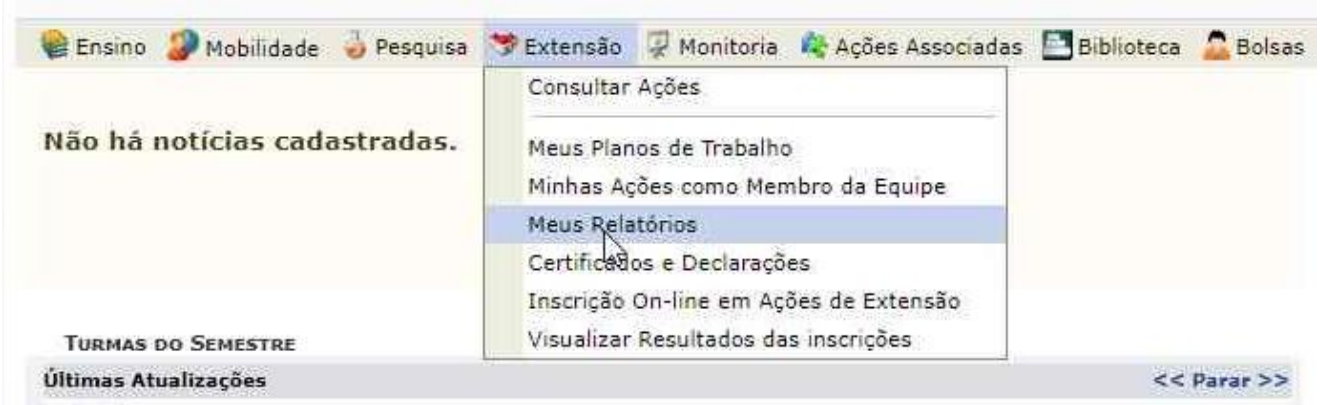 Ensino Mobilidade Pesquisa Extensão Monitoria Ações Associadas Biblioteca Bolsas
Consultar Ações
Não há notícias cadastradas.
Meus Planos de Trabalho
Minhas Ações como Membro da Equipe
Meus Relatórios
Certificados e Declarações
Inscrição On-line em Ações de Extensão
Visualizar Resultados das inscrições
TURMAS DO SEMESTRE
Últimas Atualizações << Parar >>